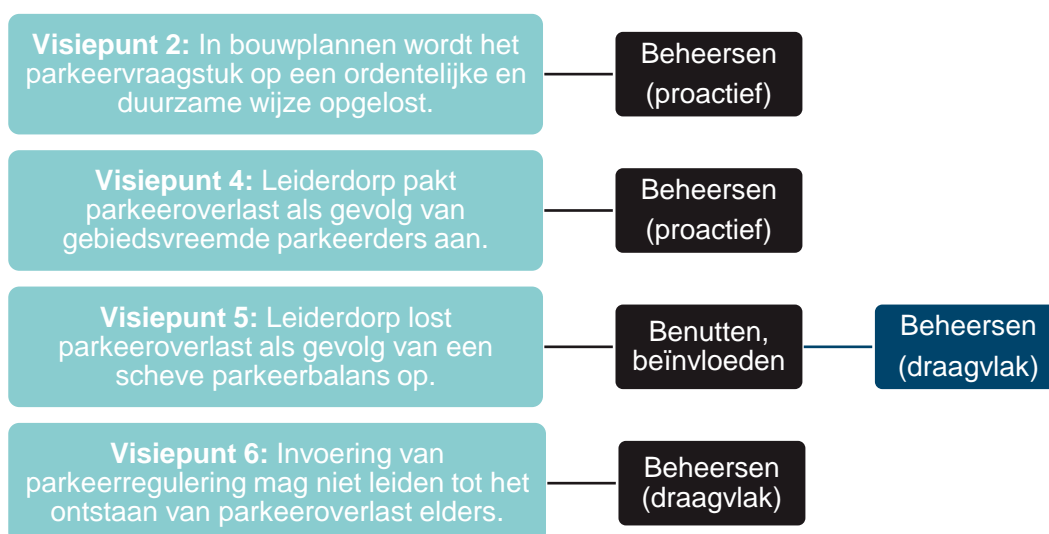 Visiepunt 2: In bouwplannen wordt het
parkeervraagstuk op een ordentelijke en
duurzame wijze opgelost.
Beheersen
(proactief)
Visiepunt 4: Leiderdorp pakt
parkeeroverlast als gevolg van
gebiedsvreemde parkeerders aan.
Beheersen
(proactief)
Visiepunt 5: Leiderdorp lost
parkeeroverlast als gevolg van een
scheve parkeerbalans op.
Benutten,
beïnvloeden
Beheersen
(draagvlak)
Visiepunt 6: Invoering van
parkeerregulering mag niet leiden tot het
ontstaan van parkeeroverlast elders.
Beheersen
(draagvlak)